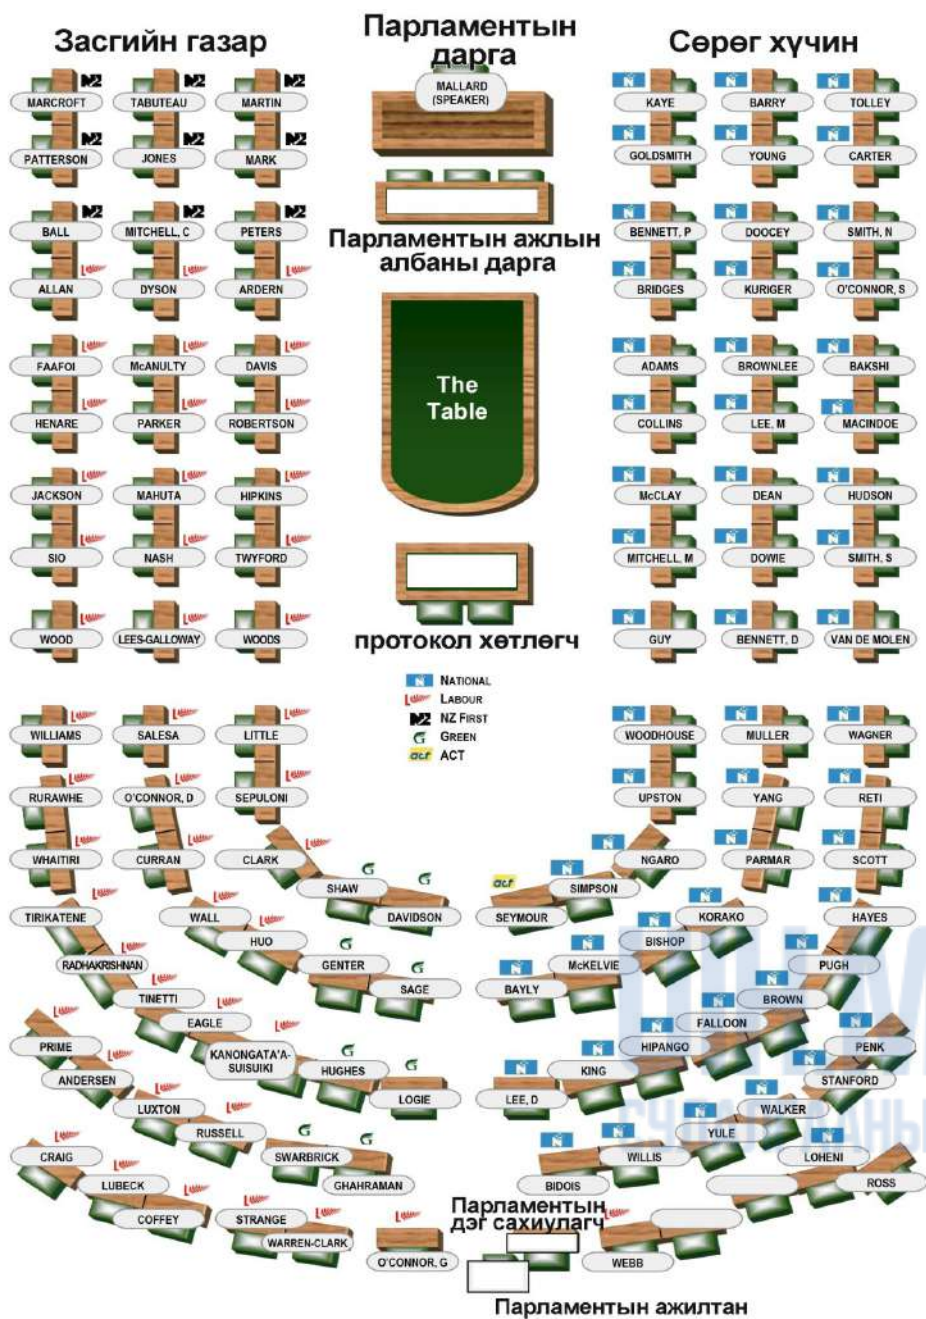 Засгийн газар
Парламентын
дарга
Сөрөг хүчин
MALLARD
(SPEAKER)
MARCROFT TABUTEAU MARTIN
KAYE BARRY TOLLEY
PATTERSON JONES MARK
GOLDSMITH YOUNG CARTER
BALL MITCHELL, C PETERS
BENNETT, P DOOCEY SMITH, N
Парламентын ажлын
албаны дарга
ALLAN DYSON ARDERN
BRIDGES KURIGER O'CONNOR, S
FAAFOI McANULTY DAVIS
ADAMS BROWNLEE BAKSHI
The
Table
HENARE PARKER ROBERTSON
COLLINS LEE, M MACINDOE
JACKSON MAHUTA HIPKINS
McCLAY DEAN HUDSON
SIO NASH TWYFORD
MITCHELL, M DOWIE SMITH, S
WOOD LEES-GALLOWAY WOODS
протокол хөтлөгч
GUY BENNETT, D VAN DE MOLEN
NATIONAL
LABOUR
NZ FIRST
GREEN
act ACT
WILLIAMS SALESA LITTLE
WOODHOUSE MULLER WAGNER
RURAWHE O'CONNOR, D SEPULONI
UPSTON YANG RETI
WHAITIRI CURRAN CLARK
NGARO PARMAR SCOTT
SHAW
act
SIMPSON
DAVIDSON
SEYMOUR
TIRIKATENE WALL
KORAKO HAYES
HUO
BISHOP
RADHAKRISHNAN GENTER
McKELVIE PUGH
SAGE
BAYLY
TINETTI
BROWN
EAGLE
FALLOON
PRIME
KANONGATA'A-
SUISUIKI
HIPANGO PENK
HUGHES
KING
ANDERSEN
STANFORD
LOGIE
LEE, D
LUXTON
WALKER
RUSSELL
YULE
CRAIG SWARBRICK
WILLIS LOHENI
LUBECK GHAHRAMAN
BIDOIS ROSS
Парламентын
дэг сахиулагч
COFFEY STRANGE
WARREN-CLARK
O'CONNOR, G
WEBB
Парламентын ажилтан